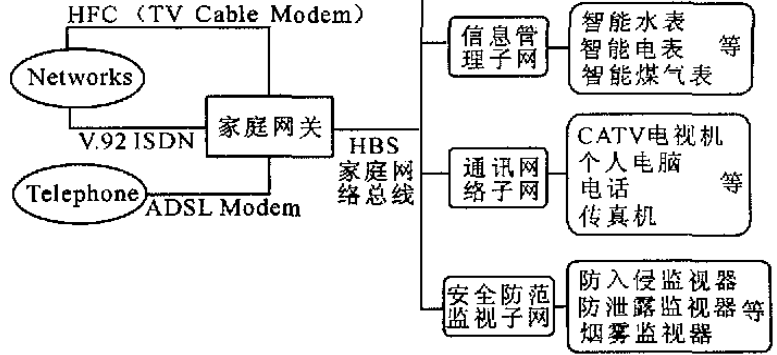 HFC （TV Cable Modem）
Networks
V.92 ISDN
Telephone
ADSL Modem
家庭网关
HBS
家庭网
络总线
信息管
理子网
智能水表
智能电表 等
智能煤气表
通讯网
络子网
CATV电视机
个人电脑
电话 等
传真机
安全防范
监视子网
防入侵监视器
防泄露监视器 等
烟雾监视器